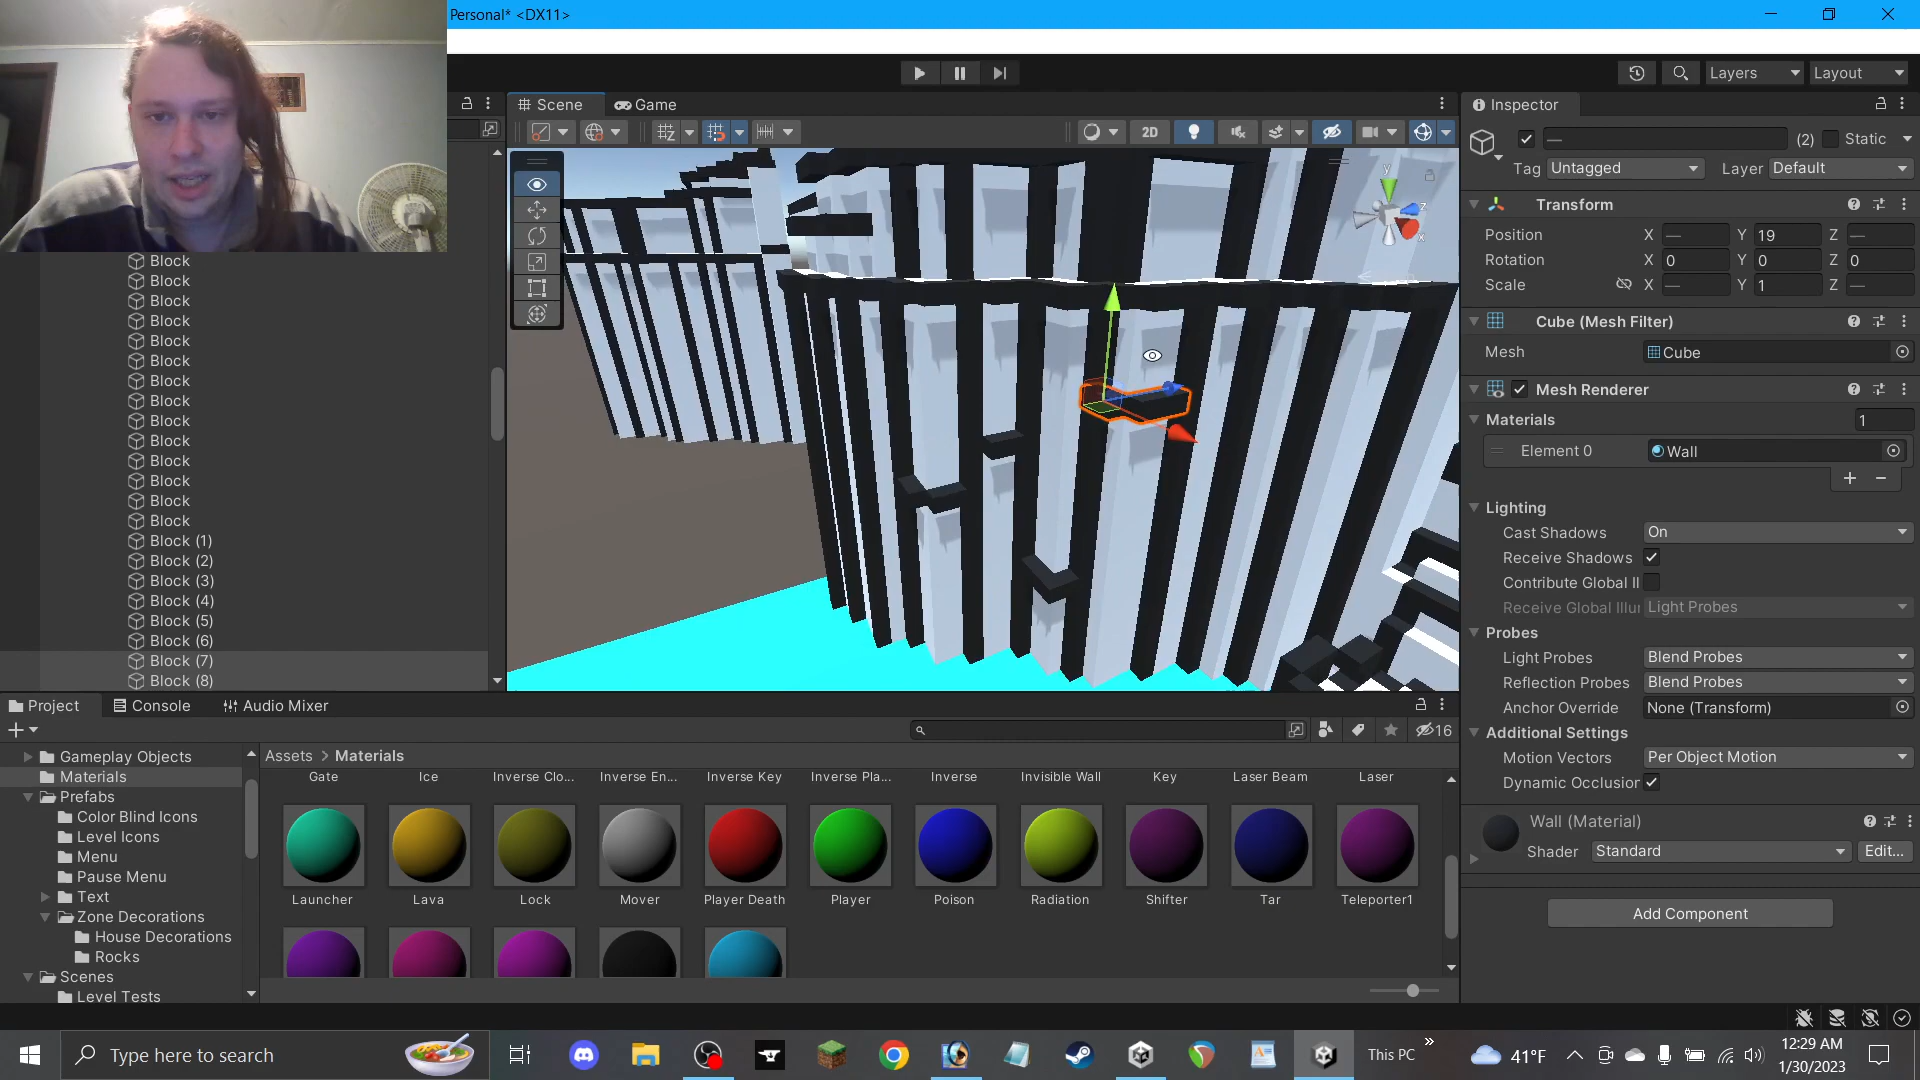 Personal* <DX11>
Layers
Layout
Scene
Game
Inspector
2D
(2)
Static
Tag Untagged
Layer Default
Transform
Position X — Y 19 Z —
Rotation X 0 Y 0 Z 0
Scale X — Y 1 Z —
Cube (Mesh Filter)
Mesh Cube
Mesh Renderer
Materials 1
Element 0 Wall
Lighting
Cast Shadows On
Receive Shadows
Contribute Global Il
Receive Global Illur Light Probes
Probes
Light Probes Blend Probes
Reflection Probes Blend Probes
Anchor Override None (Transform)
Additional Settings
Motion Vectors Per Object Motion
Dynamic Occlusior
Wall (Material)
Shader Standard Edit...
Add Component
y
z
x
Block
Block
Block
Block
Block
Block
Block
Block
Block
Block
Block
Block
Block
Block
Block (1)
Block (2)
Block (3)
Block (4)
Block (5)
Block (6)
Block (7)
Block (8)
Project
Console
Audio Mixer
16
Gameplay Objects
Materials
Prefabs
Color Blind Icons
Level Icons
Menu
Pause Menu
Text
Zone Decorations
House Decorations
Rocks
Scenes
Level Tests
Assets > Materials
Gate Ice Inverse Clo... Inverse En... Inverse Key Inverse Pla... Inverse Invisible Wall Key Laser Beam Laser
Launcher Lava Lock Mover Player Death Player Poison Radiation Shifter Tar Teleporter1
Type here to search
This PC
»
41°F
12:29 AM
1/30/2023